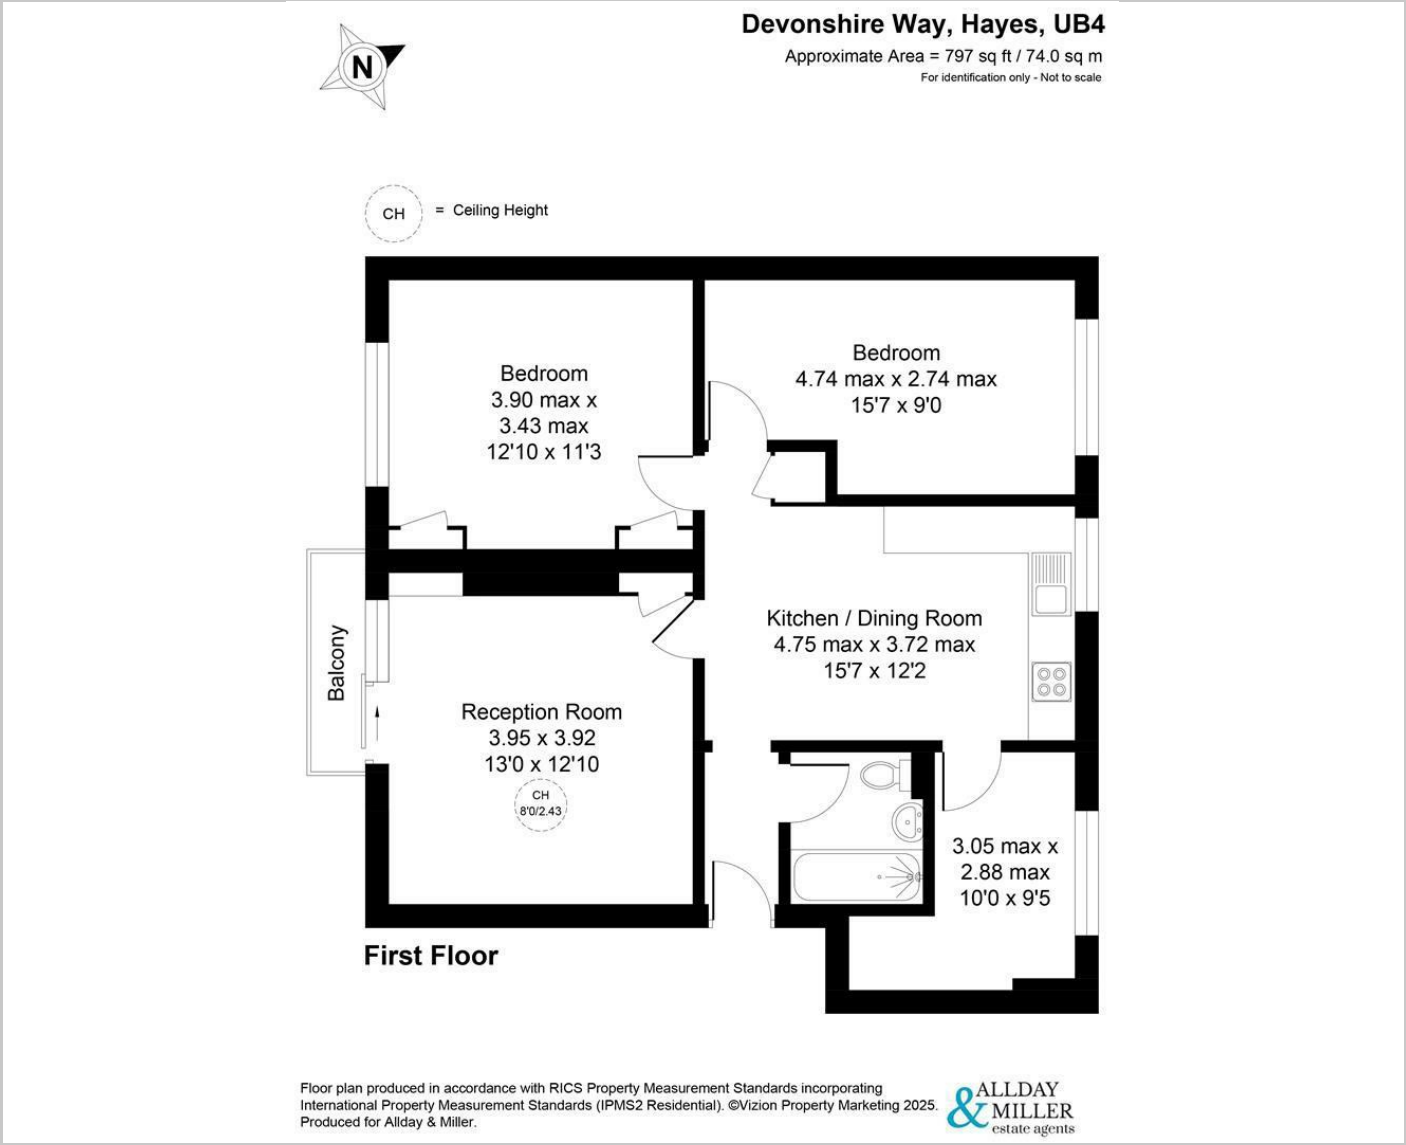 Devonshire Way, Hayes, UB4
Approximate Area = 797 sq ft / 74.0 sq m
For identification only - Not to scale
N
CH = Ceiling Height
Bedroom
3.90 max x
3.43 max
12'10 x 11'3
Bedroom
4.74 max x 2.74 max
15'7 x 9'0
Kitchen / Dining Room
4.75 max x 3.72 max
15'7 x 12'2
Balcony
Reception Room
3.95 x 3.92
13'0 x 12'10
CH
8'0/2.43
3.05 max x
2.88 max
10'0 x 9'5
First Floor
Floor plan produced in accordance with RICS Property Measurement Standards incorporating
International Property Measurement Standards (IPMS2 Residential). ©Vizion Property Marketing 2025.
Produced for Allday & Miller.
ALLDAY
& MILLER
estate agents